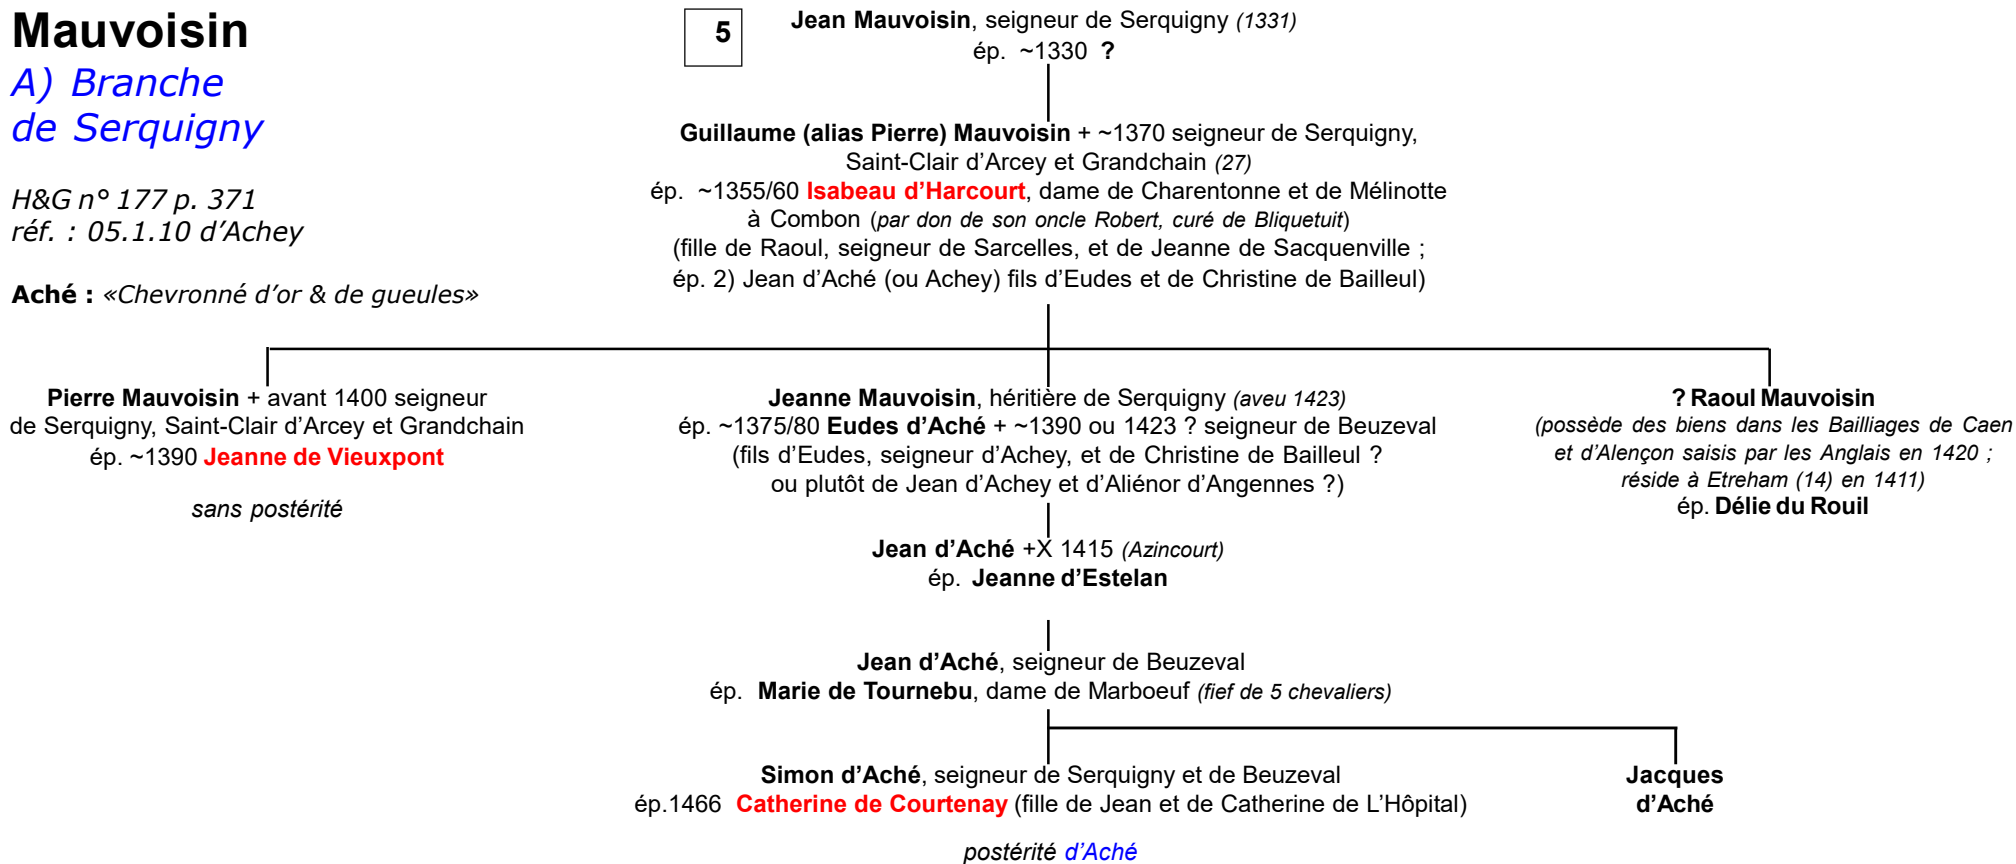 Mauvoisin
A) Branche
de Serquigny
H&G n° 177 p. 371
réf. : 05.1.10 d’Achey
Aché : «Chevronné d’or & de gueules»
5
Jean Mauvoisin, seigneur de Serquigny (1331)
ép. ~1330 ?
Guillaume (alias Pierre) Mauvoisin + ~1370 seigneur de Serquigny,
Saint-Clair d’Arcey et Grandchain (27)
ép. ~1355/60 Isabeau d’Harcourt, dame de Charentonne et de Mélinotte
à Combon (par don de son oncle Robert, curé de Bliquetuit)
(fille de Raoul, seigneur de Sarcelles, et de Jeanne de Sacquenville ;
ép. 2) Jean d’Aché (ou Achey) fils d’Eudes et de Christine de Bailleul)
Pierre Mauvoisin + avant 1400 seigneur
de Serquigny, Saint-Clair d’Arcey et Grandchain
ép. ~1390 Jeanne de Vieuxpont
sans postérité
Jeanne Mauvoisin, héritière de Serquigny (aveu 1423)
ép. ~1375/80 Eudes d’Aché + ~1390 ou 1423 ? seigneur de Beuzeval
(fils d’Eudes, seigneur d’Achey, et de Christine de Bailleul ?
ou plutôt de Jean d’Achey et d’Aliénor d’Angennes ?)
? Raoul Mauvoisin
(possède des biens dans les Bailliages de Caen
et d’Alençon saisis par les Anglais en 1420 ;
réside à Etreham (14) en 1411)
ép. Délie du Rouil
Jean d’Aché +X 1415 (Azincourt)
ép. Jeanne d’Estelan
Jean d’Aché, seigneur de Beuzeval
ép. Marie de Tournebu, dame de Marboeuf (fief de 5 chevaliers)
Simon d’Aché, seigneur de Serquigny et de Beuzeval
ép.1466 Catherine de Courtenay (fille de Jean et de Catherine de L’Hôpital)
postérité d’Aché
Jacques
d’Aché